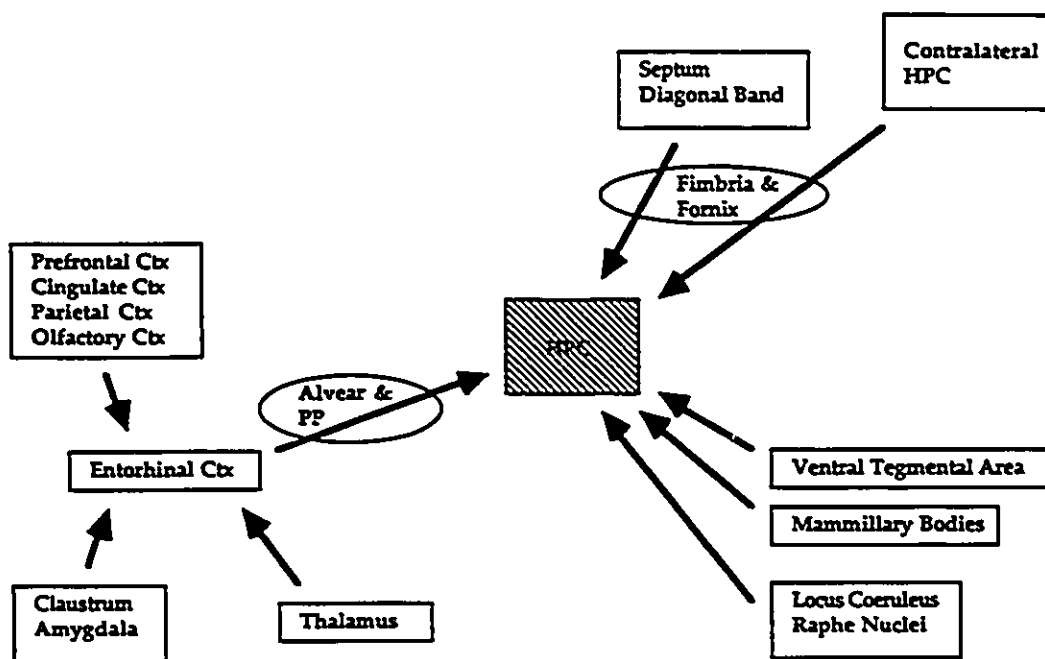 Septum
Diagonal Band
Contralateral
HPC
Fimbria &
Fornix
Prefrontal Ctx
Cingulate Ctx
Parietal Ctx
Olfactory Ctx
HPC
Alvear &
PP
Entorhinal Ctx
Ventral Tegmental Area
Mammillary Bodies
Claustrum
Amygdala
Thalamus
Locus Coeruleus
Raphe Nuclei